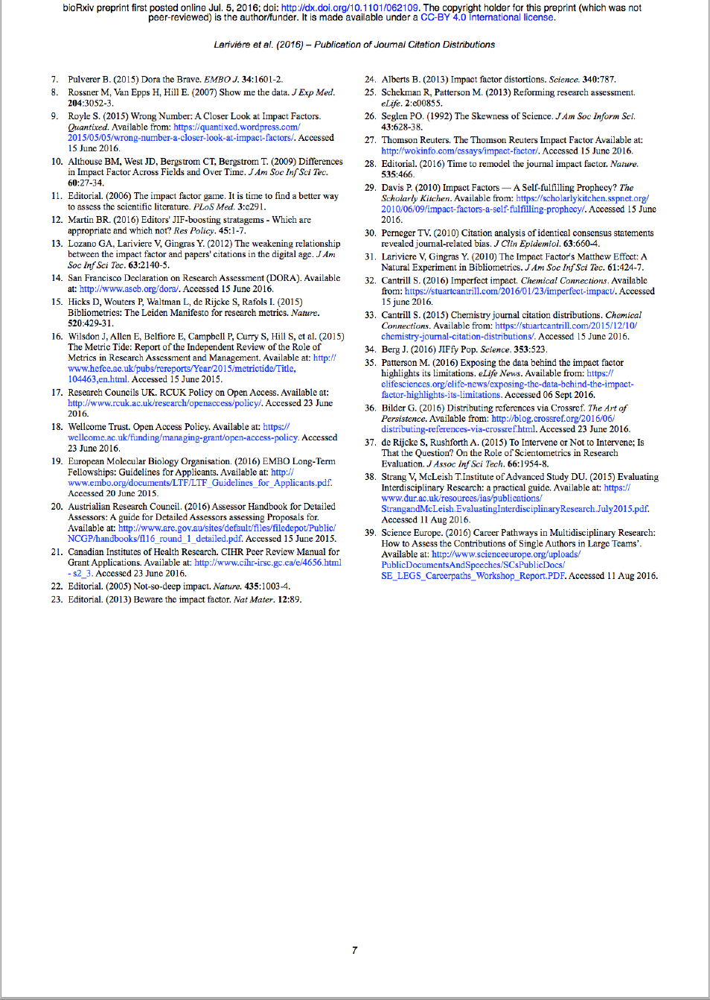 bioRxiv preprint first posted online Jul. 5, 2016; doi: http://dx.doi.org/10.1101/062109. The copyright holder for this preprint (which was not
peer-reviewed) is the author/funder. It is made available under a CC-BY 4.0 International license.
Larivière et al. (2016) – Publication of Journal Citation Distributions
7. Pulverer B. (2015) Dora the Brave. EMBO J. 34:1601-2.
8. Rossner M, Van Epps H, Hill E. (2007) Show me the data. J Exp Med.
204:3052-3.
9. Royle S. (2015) Wrong Number: A Closer Look at Impact Factors.
Quantixed. Available from: https://quantixed.wordpress.com/
2015/05/05/wrong-number-a-closer-look-at-impact-factors/. Accessed
15 June 2016.
10. Althouse BM, West JD, Bergstrom CT, Bergstrom T. (2009) Differences
in Impact Factor Across Fields and Over Time. J Am Soc Inf Sci Tec.
60:27-34.
11. Editorial. (2006) The impact factor game. It is time to find a better way
to assess the scientific literature. PLoS Med. 3:e291.
12. Martin BR. (2016) Editors' JIF-boosting stratagems - Which are
appropriate and which not? Res Policy. 45:1-7.
13. Lozano GA, Lariviere V, Gingras Y. (2012) The weakening relationship
between the impact factor and papers' citations in the digital age. J Am
Soc Inf Sci Tec. 63:2140-5.
14. San Francisco Declaration on Research Assessment (DORA). Available
at: http://www.ascb.org/dora/. Accessed 15 June 2016.
15. Hicks D, Wouters P, Waltman L, de Rijcke S, Rafols I. (2015)
Bibliometrics: The Leiden Manifesto for research metrics. Nature.
520:429-31.
16. Wilsdon J, Allen E, Belfiore E, Campbell P, Curry S, Hill S, et al. (2015)
The Metric Tide: Report of the Independent Review of the Role of
Metrics in Research Assessment and Management. Available at: http://
www.hefce.ac.uk/pubs/rereports/Year/2015/metrictide/Title,
104463,en.html. Accessed 15 June 2015.
17. Research Councils UK. RCUK Policy on Open Access. Available at:
http://www.rcuk.ac.uk/research/openaccess/policy/. Accessed 23 June
2016.
18. Wellcome Trust. Open Access Policy. Available at: https://
wellcome.ac.uk/funding/managing-grant/open-access-policy. Accessed
23 June 2016.
19. European Molecular Biology Organisation. (2016) EMBO Long-Term
Fellowships: Guidelines for Applicants. Available at: http://
www.embo.org/documents/LTF/LTF_Guidelines_for_Applicants.pdf.
Accessed 20 June 2015.
20. Austrialian Research Council. (2016) Assessor Handbook for Detailed
Assessors: A guide for Detailed Assessors assessing Proposals for.
Available at: http://www.arc.gov.au/sites/default/files/filedepot/Public/
NCGP/handbooks/fl16_round_1_detailed.pdf. Accessed 15 June 2015.
21. Canadian Institutes of Health Research. CIHR Peer Review Manual for
Grant Applications. Available at: http://www.cihr-irsc.gc.ca/e/4656.html
- s2_3. Accessed 23 June 2016.
22. Editorial. (2005) Not-so-deep impact. Nature. 435:1003-4.
23. Editorial. (2013) Beware the impact factor. Nat Mater. 12:89.
24. Alberts B. (2013) Impact factor distortions. Science. 340:787.
25. Schekman R, Patterson M. (2013) Reforming research assessment.
eLife. 2:e00855.
26. Seglen PO. (1992) The Skewness of Science. J Am Soc Inform Sci.
43:628-38.
27. Thomson Reuters. The Thomson Reuters Impact Factor Available at:
http://wokinfo.com/essays/impact-factor/. Accessed 15 June 2016.
28. Editorial. (2016) Time to remodel the journal impact factor. Nature.
535:466.
29. Davis P. (2010) Impact Factors — A Self-fulfilling Prophecy? The
Scholarly Kitchen. Available from: https://scholarlykitchen.sspnet.org/
2010/06/09/impact-factors-a-self-fulfilling-prophecy/. Accessed 15 June
2016.
30. Perneger TV. (2010) Citation analysis of identical consensus statements
revealed journal-related bias. J Clin Epidemiol. 63:660-4.
31. Lariviere V, Gingras Y. (2010) The Impact Factor's Matthew Effect: A
Natural Experiment in Bibliometrics. J Am Soc Inf Sci Tec. 61:424-7.
32. Cantrill S. (2016) Imperfect impact. Chemical Connections. Available
from: https://stuartcantrill.com/2016/01/23/imperfect-impact/. Accessed
15 june 2016.
33. Cantrill S. (2015) Chemistry journal citation distributions. Chemical
Connections. Available from: https://stuartcantrill.com/2015/12/10/
chemistry-journal-citation-distributions/. Accessed 15 June 2016.
34. Berg J. (2016) JIFfy Pop. Science. 353:523.
35. Patterson M. (2016) Exposing the data behind the impact factor
highlights its limitations. eLife News. Available from: https://
elifesciences.org/elife-news/exposing-the-data-behind-the-impact-
factor-highlights-its-limitations. Accessed 06 Sept 2016.
36. Bilder G. (2016) Distributing references via Crossref. The Art of
Persistence. Available from: http://blog.crossref.org/2016/06/
distributing-references-via-crossref.html. Accessed 23 June 2016.
37. de Rijcke S, Rushforth A. (2015) To Intervene or Not to Intervene; Is
That the Question? On the Role of Scientometrics in Research
Evaluation. J Assoc Inf Sci Tech. 66:1954-8.
38. Strang V, McLeish T.Institute of Advanced Study DU. (2015) Evaluating
Interdisciplinary Research: a practical guide. Available at: https://
www.dur.ac.uk/resources/ias/publications/
StrangandMcLeish.EvaluatingInterdisciplinaryResearch.July2015.pdf.
Accessed 11 Aug 2016.
39. Science Europe. (2016) Career Pathways in Multidisciplinary Research:
How to Assess the Contributions of Single Authors in Large Teams’.
Available at: http://www.scienceeurope.org/uploads/
PublicDocumentsAndSpeeches/SCsPublicDocs/
SE_LEGS_Careerpaths_Workshop_Report.PDF. Accessed 11 Aug 2016.
7